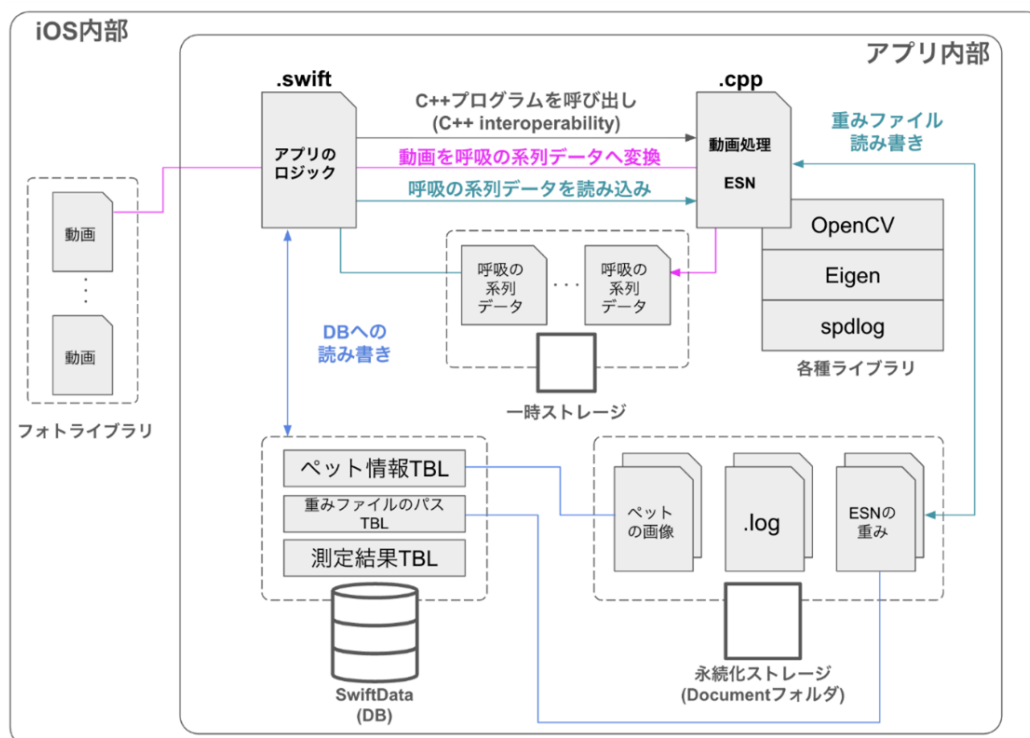 iOS内部
アプリ内部
.swift
アプリの
ロジック
C++プログラムを呼び出し
(C++ interoperability)
動画を呼吸の系列データへ変換
呼吸の系列データを読み込み
.cpp
動画処理
ESN
重みファイル
読み書き
OpenCV
Eigen
spdlog
各種ライブラリ
動画
・
・
・
動画
フォトライブラリ
呼吸の
系列
データ
・・・
呼吸の
系列
データ
一時ストレージ
DBへの
読み書き
ペット情報TBL
重みファイルのパス
TBL
測定結果TBL
SwiftData
(DB)
ペット
の画像
.log
ESNの
重み
永続化ストレージ
(Documentフォルダ)